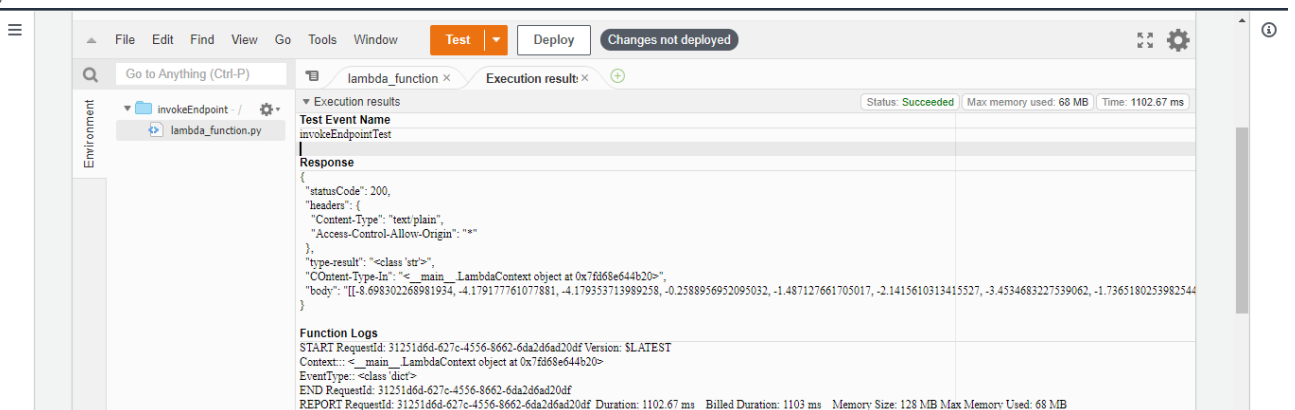 File Edit Find View Go Tools Window Test Deploy Changes not deployed
Go to Anything (Ctrl-P)
lambda_function × Execution result: ×
Environment
invokeEndpoint - /
lambda_function.py
Execution results
Status: Succeeded Max memory used: 68 MB Time: 1102.67 ms
Test Event Name
invokeEndpointTest
Response
{
"statusCode": 200,
"headers": {
"Content-Type": "text/plain",
"Access-Control-Allow-Origin": "*"
},
"type-result": "<class 'str'>",
"COntent-Type-In": "<__main__.LambdaContext object at 0x7fd68e644b20>",
"body": "[[-8.698302268981934, -4.179177761077881, -4.179353713989258, -0.2588956952095032, -1.487127661705017, -2.1415610313415527, -3.4534683227539062, -1.7365180253982544
}
Function Logs
START RequestId: 31251d6d-627c-4556-8662-6da2d6ad20df Version: $LATEST
Context::: <__main__.LambdaContext object at 0x7fd68e644b20>
EventType:: <class 'dict'>
END RequestId: 31251d6d-627c-4556-8662-6da2d6ad20df
REPORT RequestId: 31251d6d-627c-4556-8662-6da2d6ad20df Duration: 1102.67 ms Billed Duration: 1103 ms Memory Size: 128 MB Max Memory Used: 68 MB